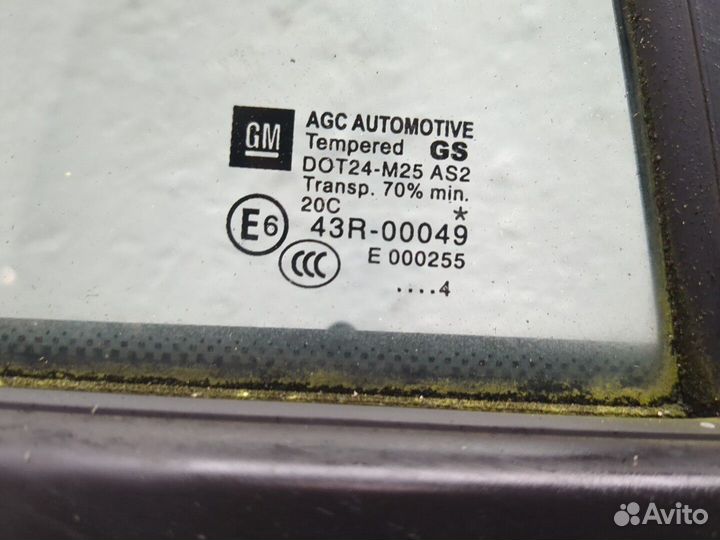 GM
AGC AUTOMOTIVE
Tempered GS
DOT24-M25 AS2
Transp. 70% min.
20C *
E6 43R-00049
CCC E 000255
....4
Avito